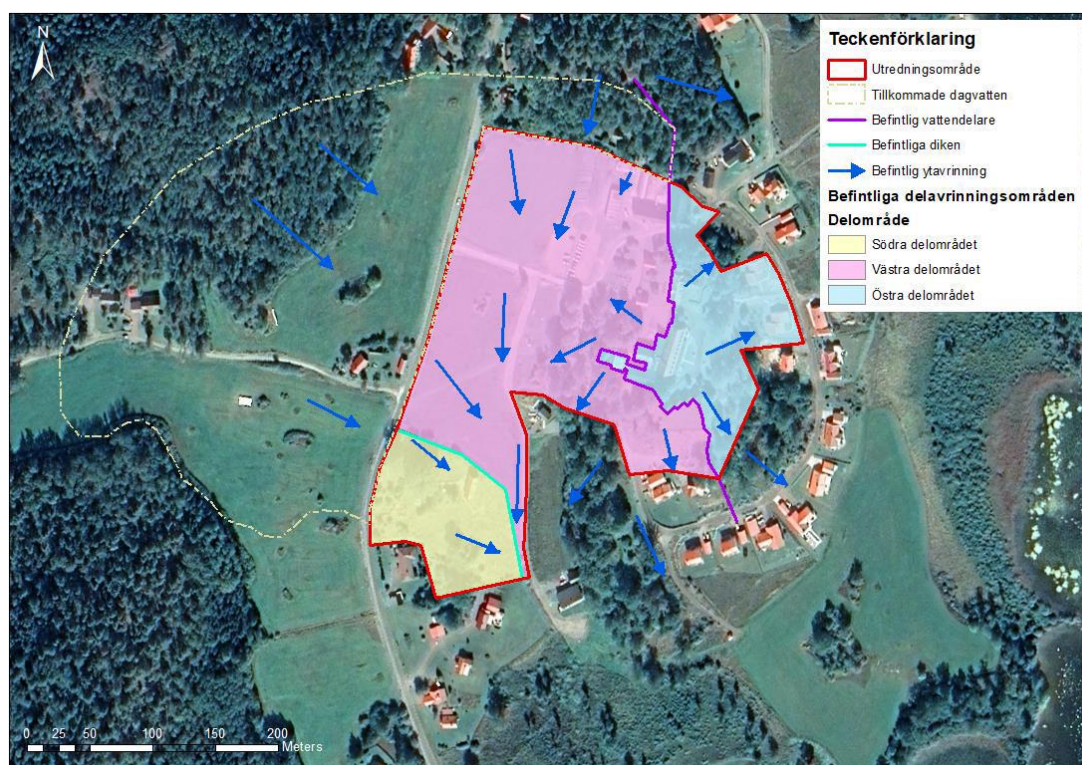 N
Teckenförklaring
Utredningsområde
Tillkommade dagvatten
Befintlig vattendelare
Befintliga diken
Befintlig ytavrinning
Befintliga delavrinningsområden
Delområde
Södra delområdet
Västra delområdet
Östra delområdet
0 25 50 100 150 200
Meters